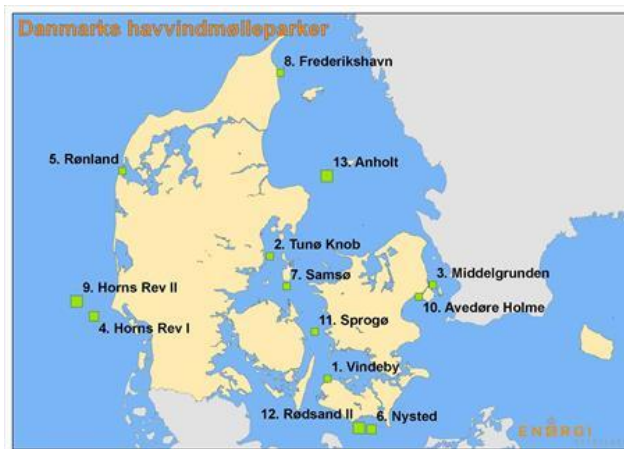 Danmarks havvindmølleparker
8. Frederikshavn
5. Rønland
13. Anholt
2. Tunø Knob
7. Samsø
3. Middelgrunden
9. Horns Rev II
10. Avedøre Holme
4. Horns Rev I
11. Sprogø
1. Vindeby
12. Rødsand II
6. Nysted